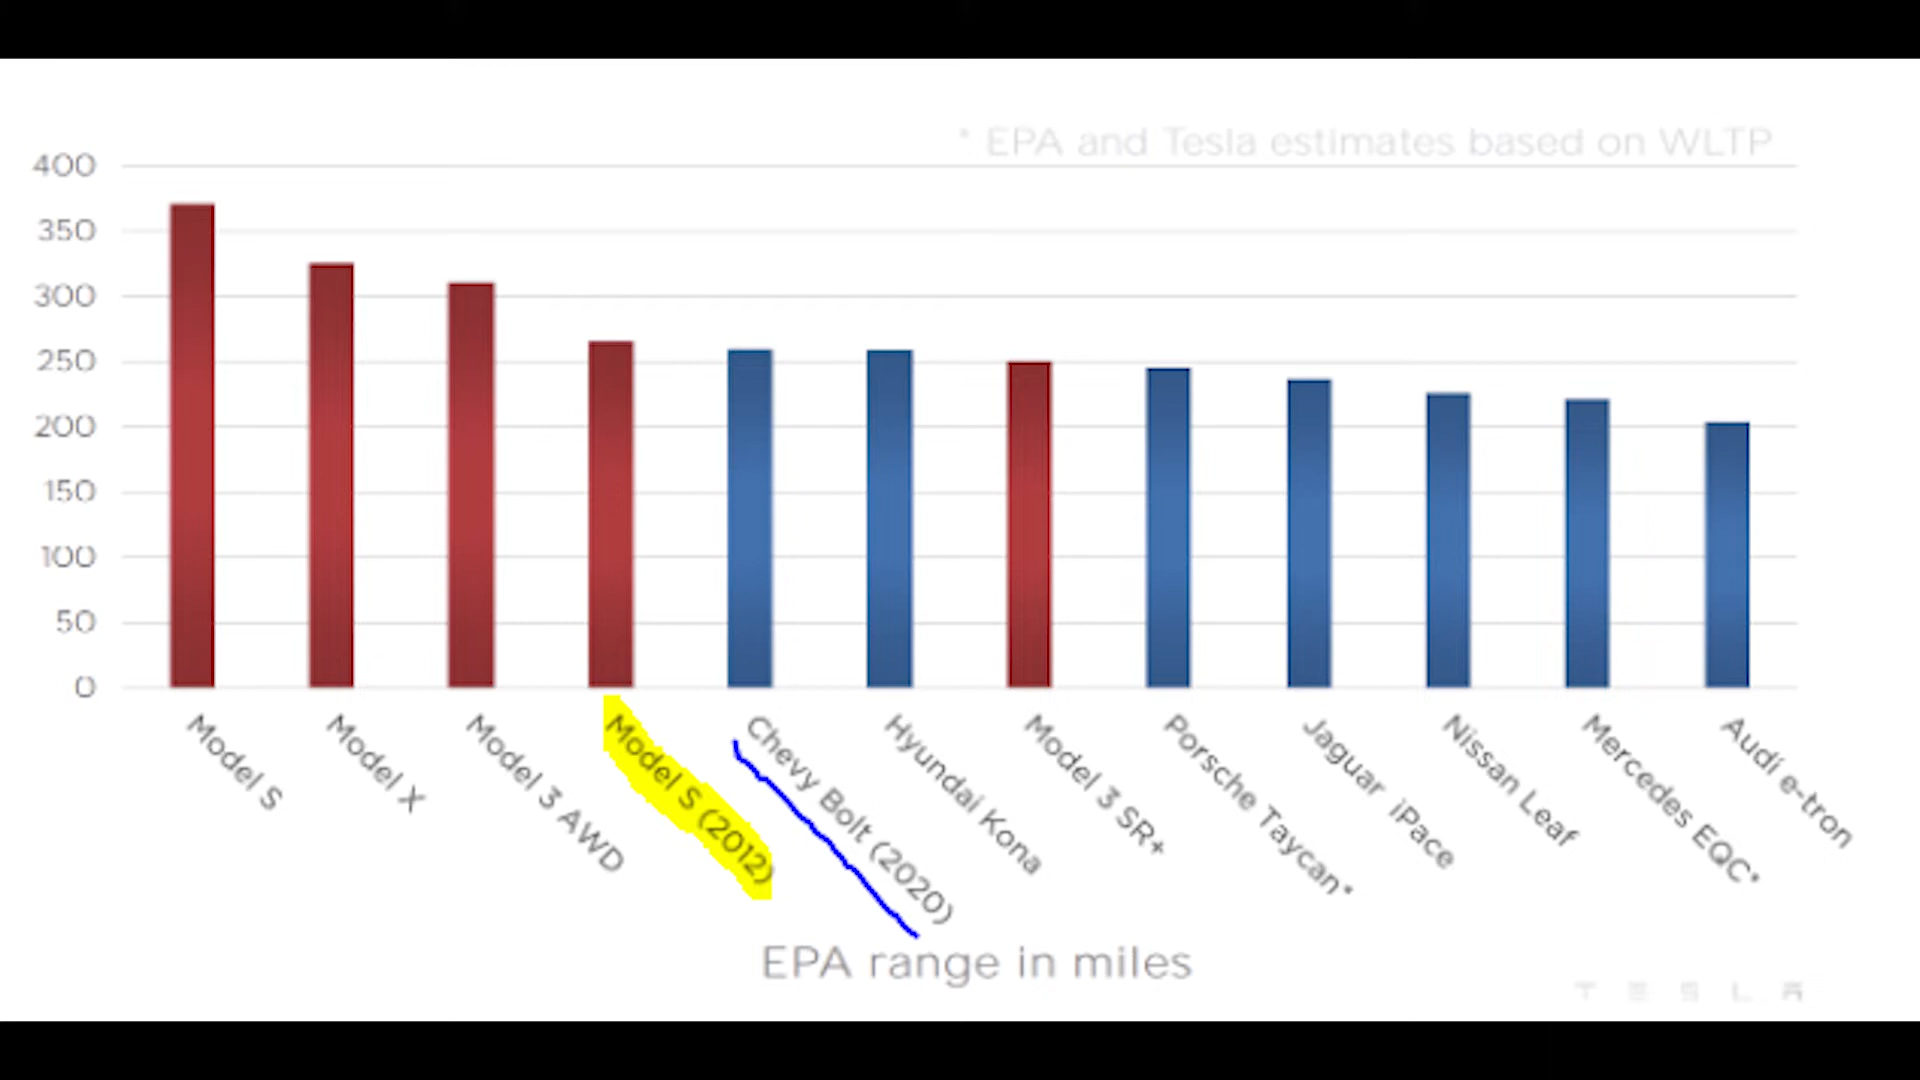 * EPA and Tesla estimates based on WLTP
400
350
300
250
200
150
100
50
0
Model S
Model X
Model 3 AWD
Model S (2012)
Chevy Bolt (2020)
Hyundai Kona
Model 3 SR+
Porsche Taycan*
Jaguar iPace
Nissan Leaf
Mercedes EQC*
Audi e-tron
EPA range in miles
TESLA